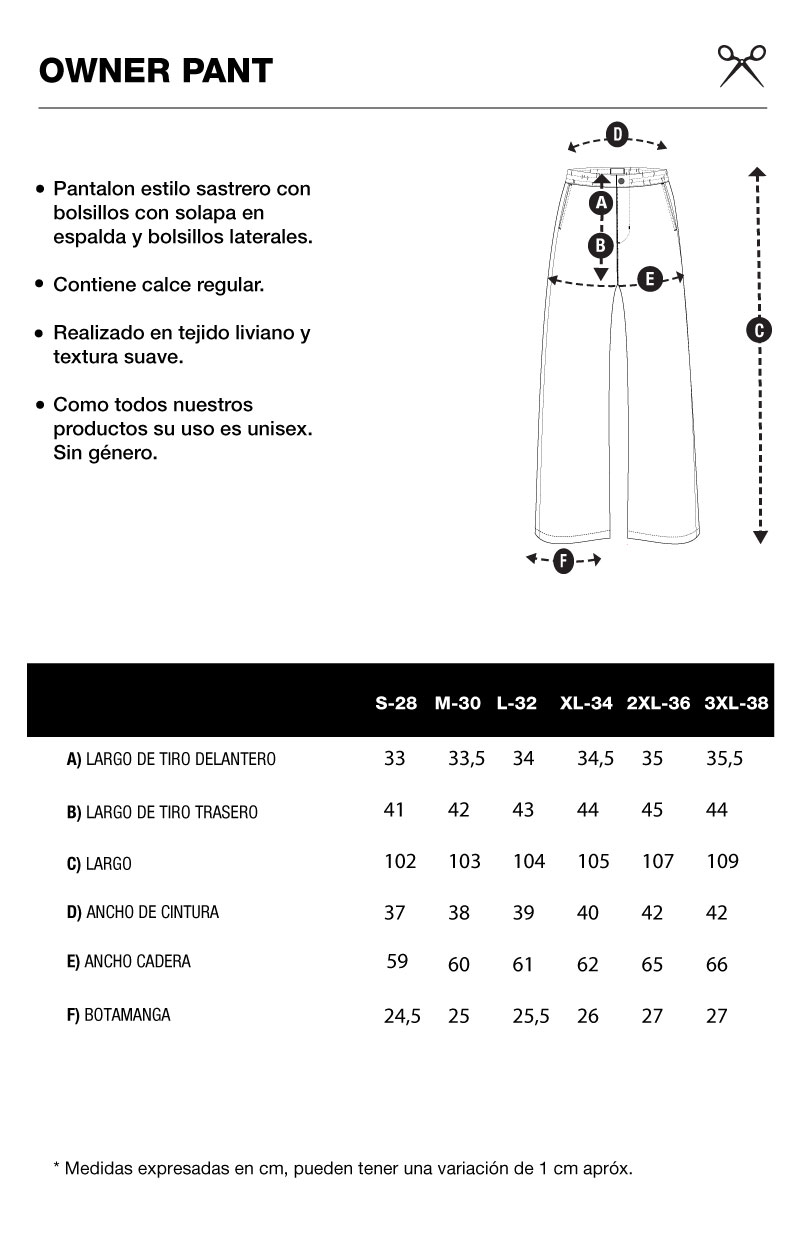 OWNER PANT
• Pantalon estilo sastrero con
bolsillos con solapa en
espalda y bolsillos laterales.
• Contiene calce regular.
• Realizado en tejido liviano y
textura suave.
• Como todos nuestros
productos su uso es unisex.
Sin género.
D
A
B
E
C
F
S-28 M-30 L-32 XL-34 2XL-36 3XL-38
A) LARGO DE TIRO DELANTERO 33 33,5 34 34,5 35 35,5
B) LARGO DE TIRO TRASERO 41 42 43 44 45 44
C) LARGO 102 103 104 105 107 109
D) ANCHO DE CINTURA 37 38 39 40 42 42
E) ANCHO CADERA 59 60 61 62 65 66
F) BOTAMANGA 24,5 25 25,5 26 27 27
* Medidas expresadas en cm, pueden tener una variación de 1 cm apróx.